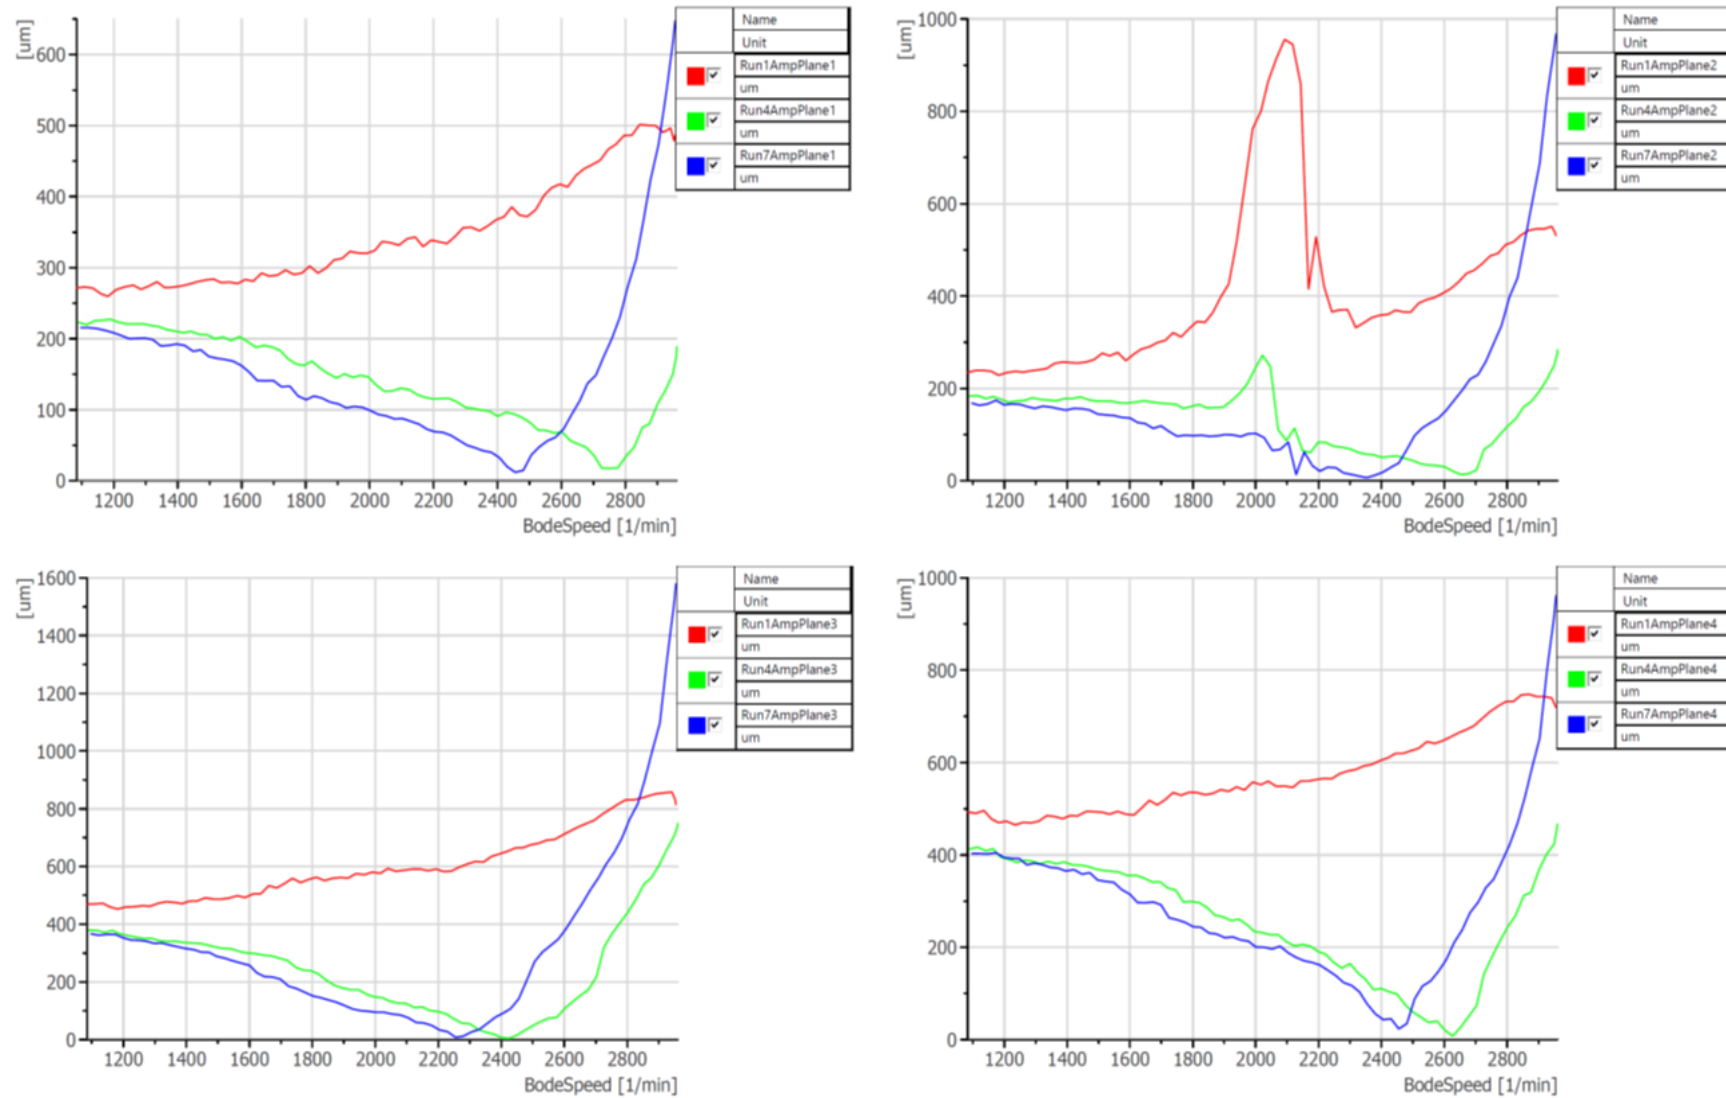 [um]
600
500
400
300
200
100
0
1200 1400 1600 1800 2000 2200 2400 2600 2800
BodeSpeed [1/min]
Name
Unit
Run1AmpPlane1
um
Run4AmpPlane1
um
Run7AmpPlane1
um
[um]
1000
800
600
400
200
0
1200 1400 1600 1800 2000 2200 2400 2600 2800
BodeSpeed [1/min]
Name
Unit
Run1AmpPlane2
um
Run4AmpPlane2
um
Run7AmpPlane2
um
[um]
1600
1400
1200
1000
800
600
400
200
0
1200 1400 1600 1800 2000 2200 2400 2600 2800
BodeSpeed [1/min]
Name
Unit
Run1AmpPlane3
um
Run4AmpPlane3
um
Run7AmpPlane3
um
[um]
1000
800
600
400
200
0
1200 1400 1600 1800 2000 2200 2400 2600 2800
BodeSpeed [1/min]
Name
Unit
Run1AmpPlane4
um
Run4AmpPlane4
um
Run7AmpPlane4
um